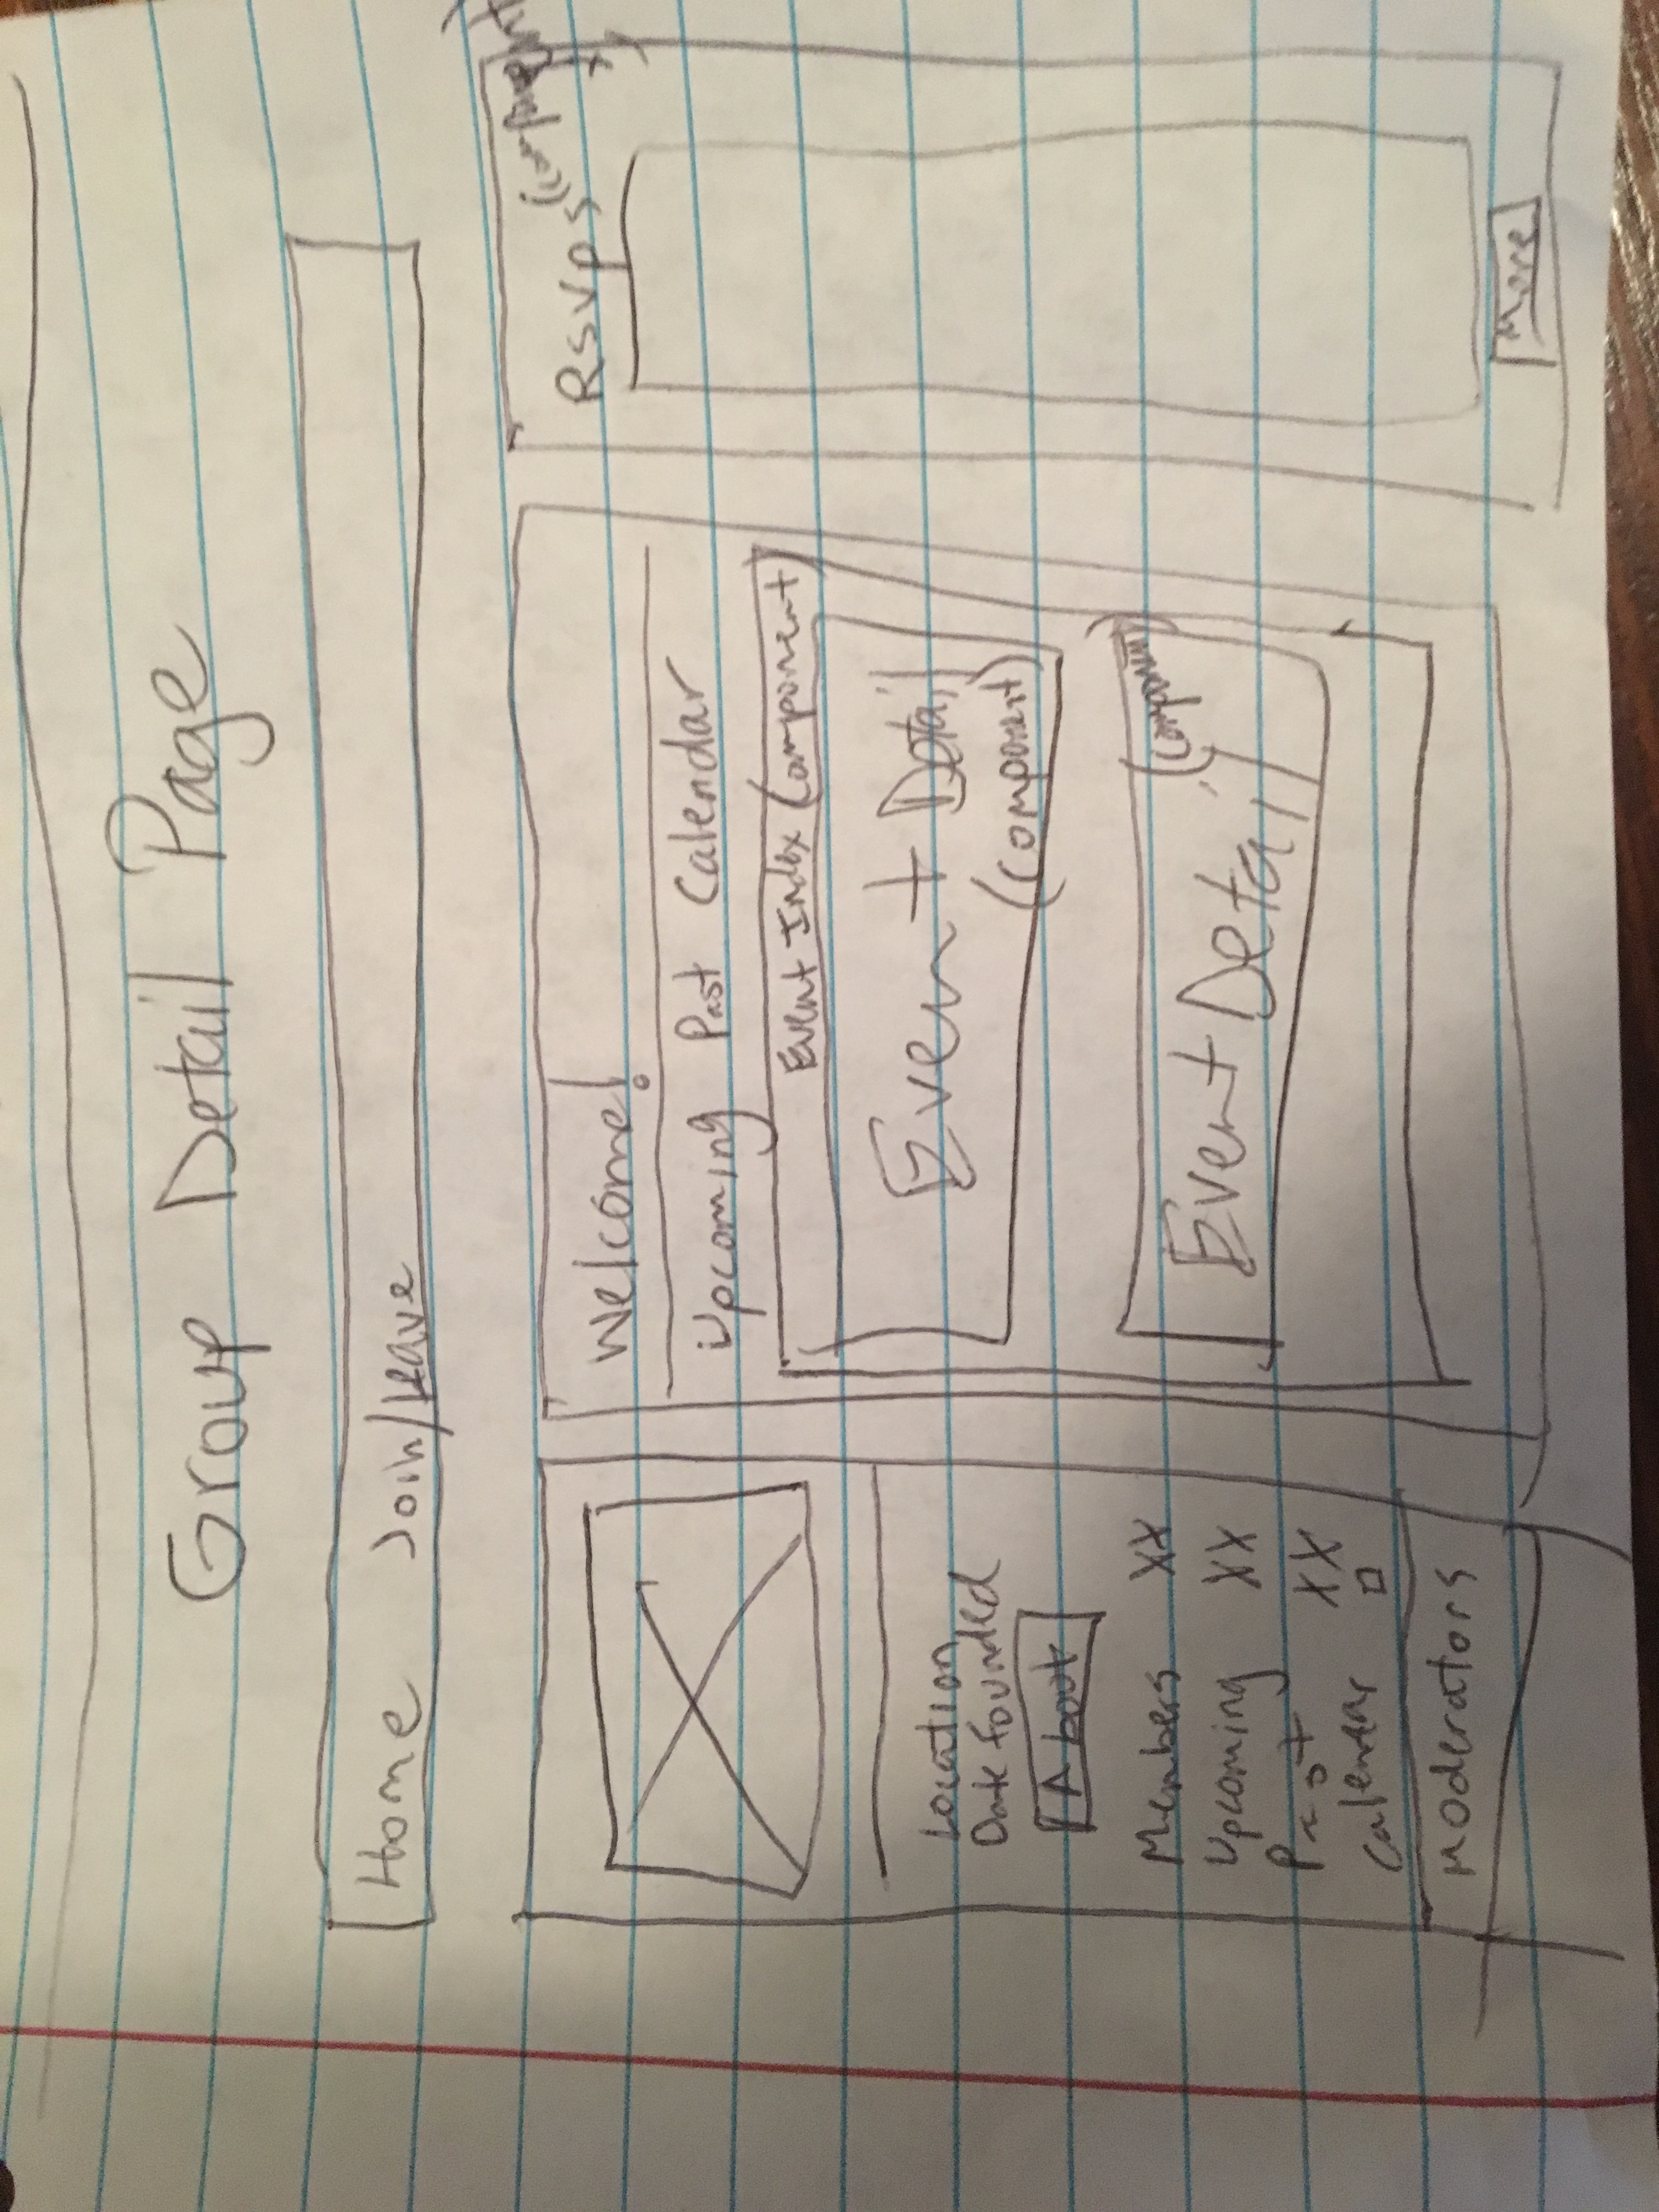 Group Detail Page
Home Join/Leave
Location
Date Founded
About
Members XX
Upcoming XX
Past XX
Calendar
Moderators
Welcome!
Upcoming Past Calendar
Event Index (component)
Event Detail
(component)
(component)
Event Detail
RSVPs (component)
More